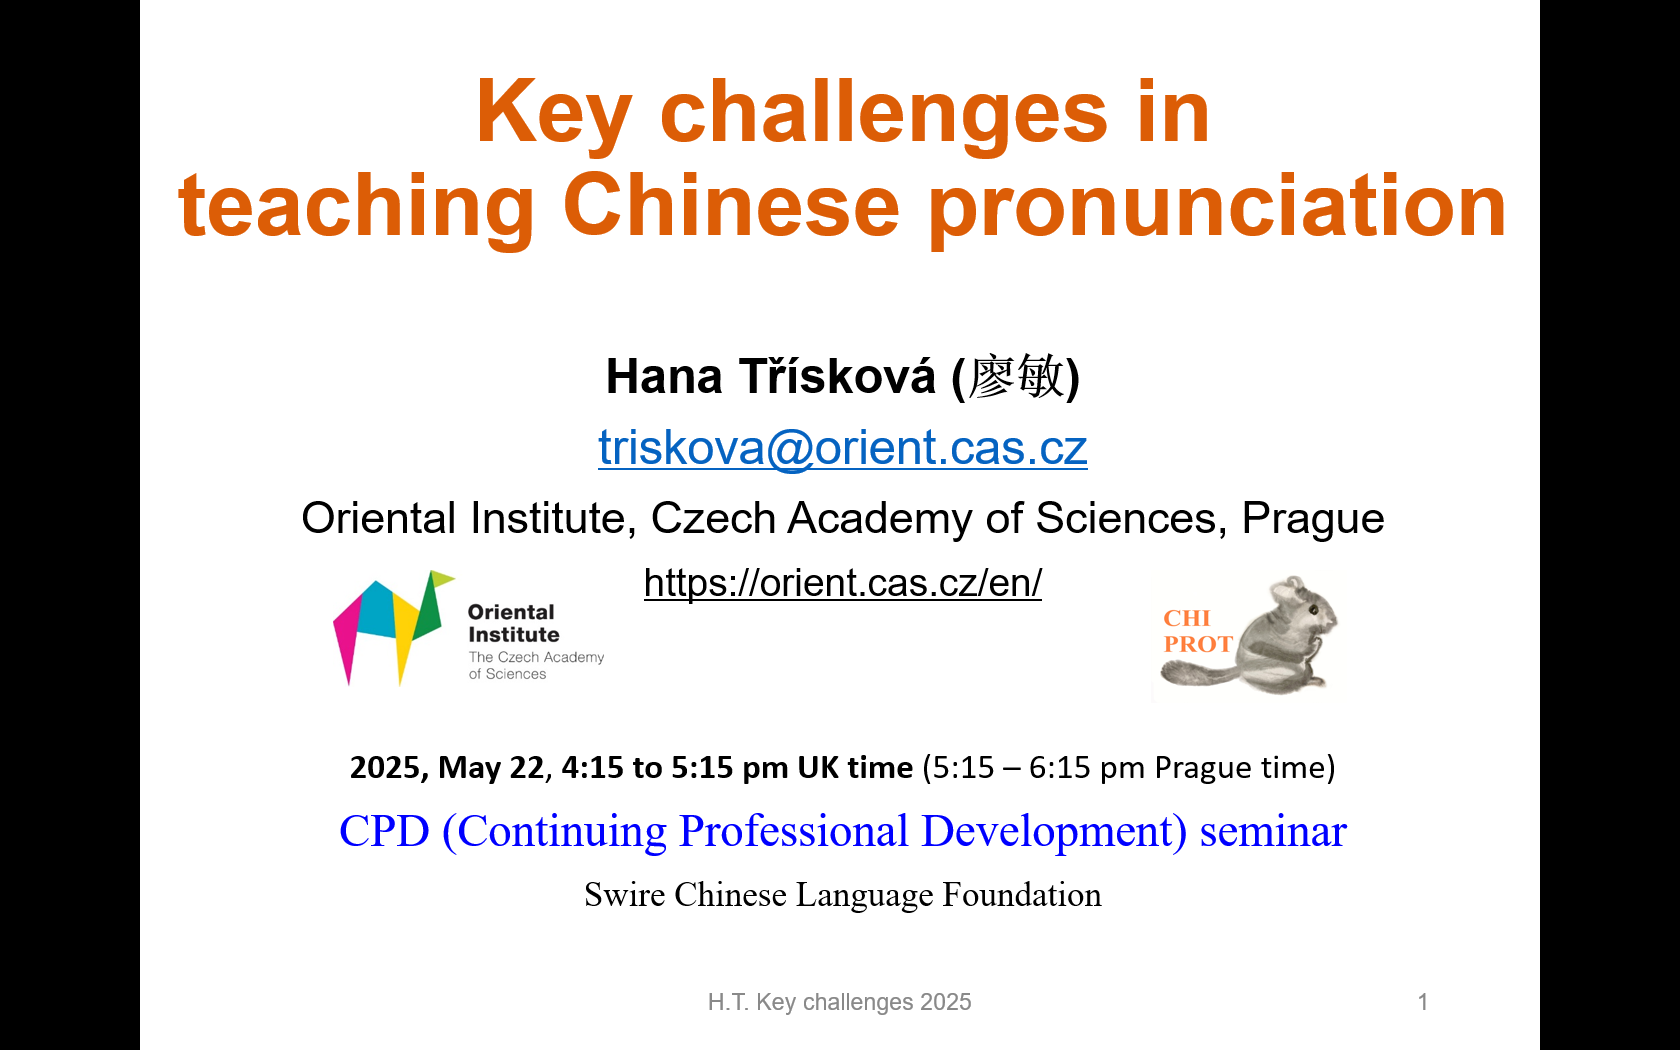 Key challenges in
teaching Chinese pronunciation
Hana Třísková (廖敏)
triskova@orient.cas.cz
Oriental Institute, Czech Academy of Sciences, Prague
https://orient.cas.cz/en/
Oriental
Institute
The Czech Academy
of Sciences
CHI
PROT
2025, May 22, 4:15 to 5:15 pm UK time (5:15 – 6:15 pm Prague time)
CPD (Continuing Professional Development) seminar
Swire Chinese Language Foundation
H.T. Key challenges 2025
1